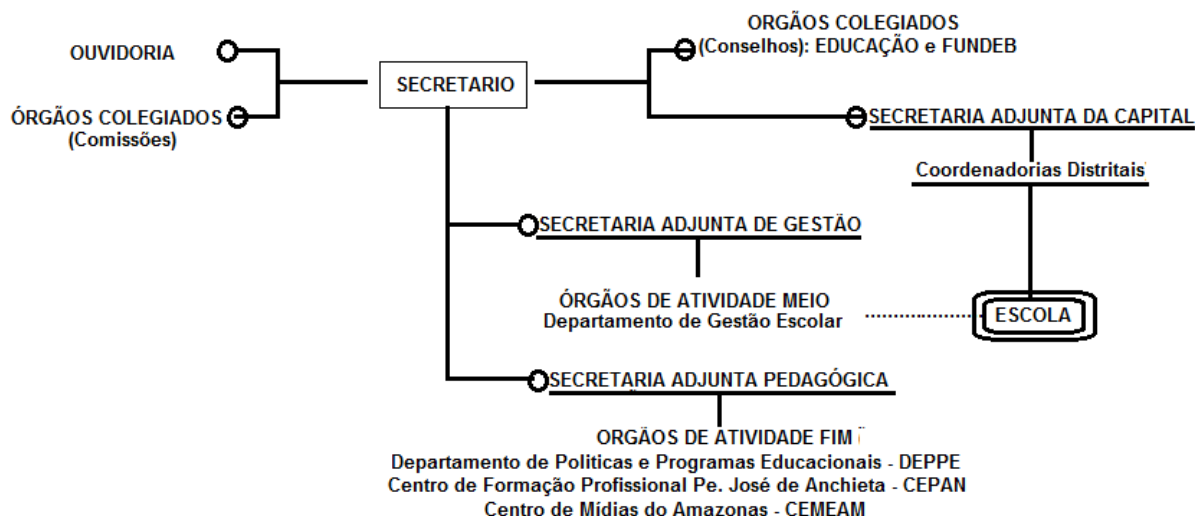 OUVIDORIA
ÓRGÃOS COLEGIADOS
(Comissões)
SECRETARIO
ORGÃOS COLEGIADOS
(Conselhos): EDUCAÇÃO e FUNDEB
SECRETARIA ADJUNTA DA CAPITAL
Coordenadorias Distritais
SECRETARIA ADJUNTA DE GESTÃO
ÓRGÃOS DE ATIVIDADE MEIO
Departamento de Gestão Escolar
ESCOLA
SECRETARIA ADJUNTA PEDAGÓGICA
ORGÃOS DE ATIVIDADE FIM
Departamento de Politicas e Programas Educacionais - DEPPE
Centro de Formação Profissional Pe. José de Anchieta - CEPAN
Centro de Mídias do Amazonas - CEMEAM